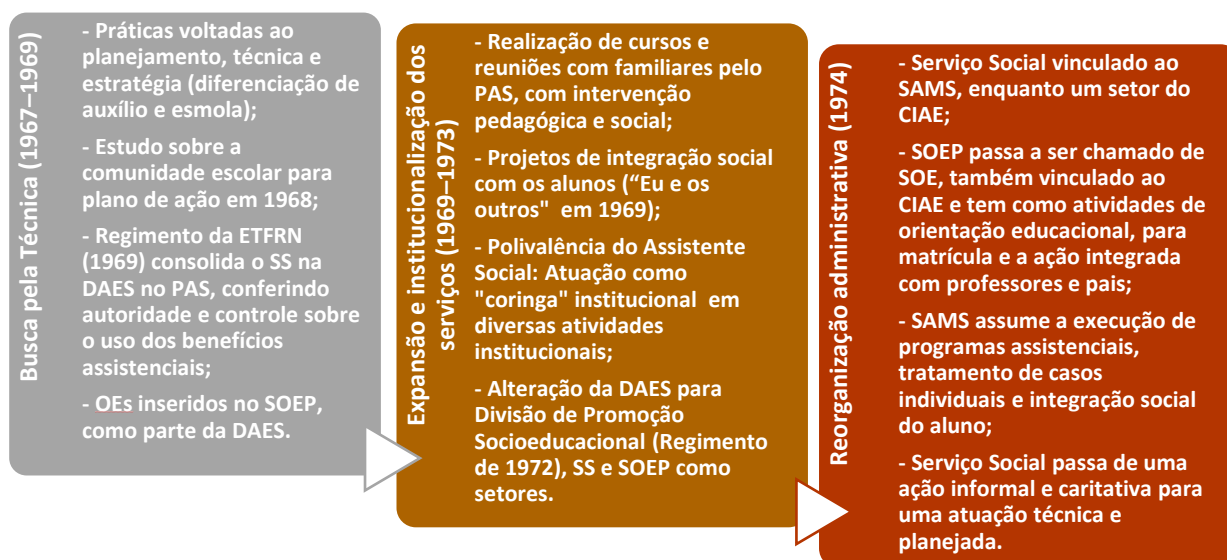 Busca pela Técnica (1967–1969)
- Práticas voltadas ao
planejamento, técnica e
estratégia (diferenciação de
auxílio e esmola);
- Estudo sobre a
comunidade escolar para
plano de ação em 1968;
- Regimento da ETFRN
(1969) consolida o SS na
DAES no PAS, conferindo
autoridade e controle sobre
o uso dos benefícios
assistenciais;
- OEs inseridos no SOEP,
como parte da DAES.
Expansão e institucionalização dos
serviços (1969–1973)
- Realização de cursos e
reuniões com familiares pelo
PAS, com intervenção
pedagógica e social;
- Projetos de integração social
com os alunos (“Eu e os
outros" em 1969);
- Polivalência do Assistente
Social: Atuação como
"coringa" institucional em
diversas atividades
institucionais;
- Alteração da DAES para
Divisão de Promoção
Socioeducacional (Regimento
de 1972), SS e SOEP como
setores.
Reorganização administrativa (1974)
- Serviço Social vinculado ao
SAMS, enquanto um setor do
CIAE;
- SOEP passa a ser chamado de
SOE, também vinculado ao
CIAE e tem como atividades de
orientação educacional, para
matrícula e a ação integrada
com professores e pais;
- SAMS assume a execução de
programas assistenciais,
tratamento de casos
individuais e integração social
do aluno;
- Serviço Social passa de uma
ação informal e caritativa para
uma atuação técnica e
planejada.